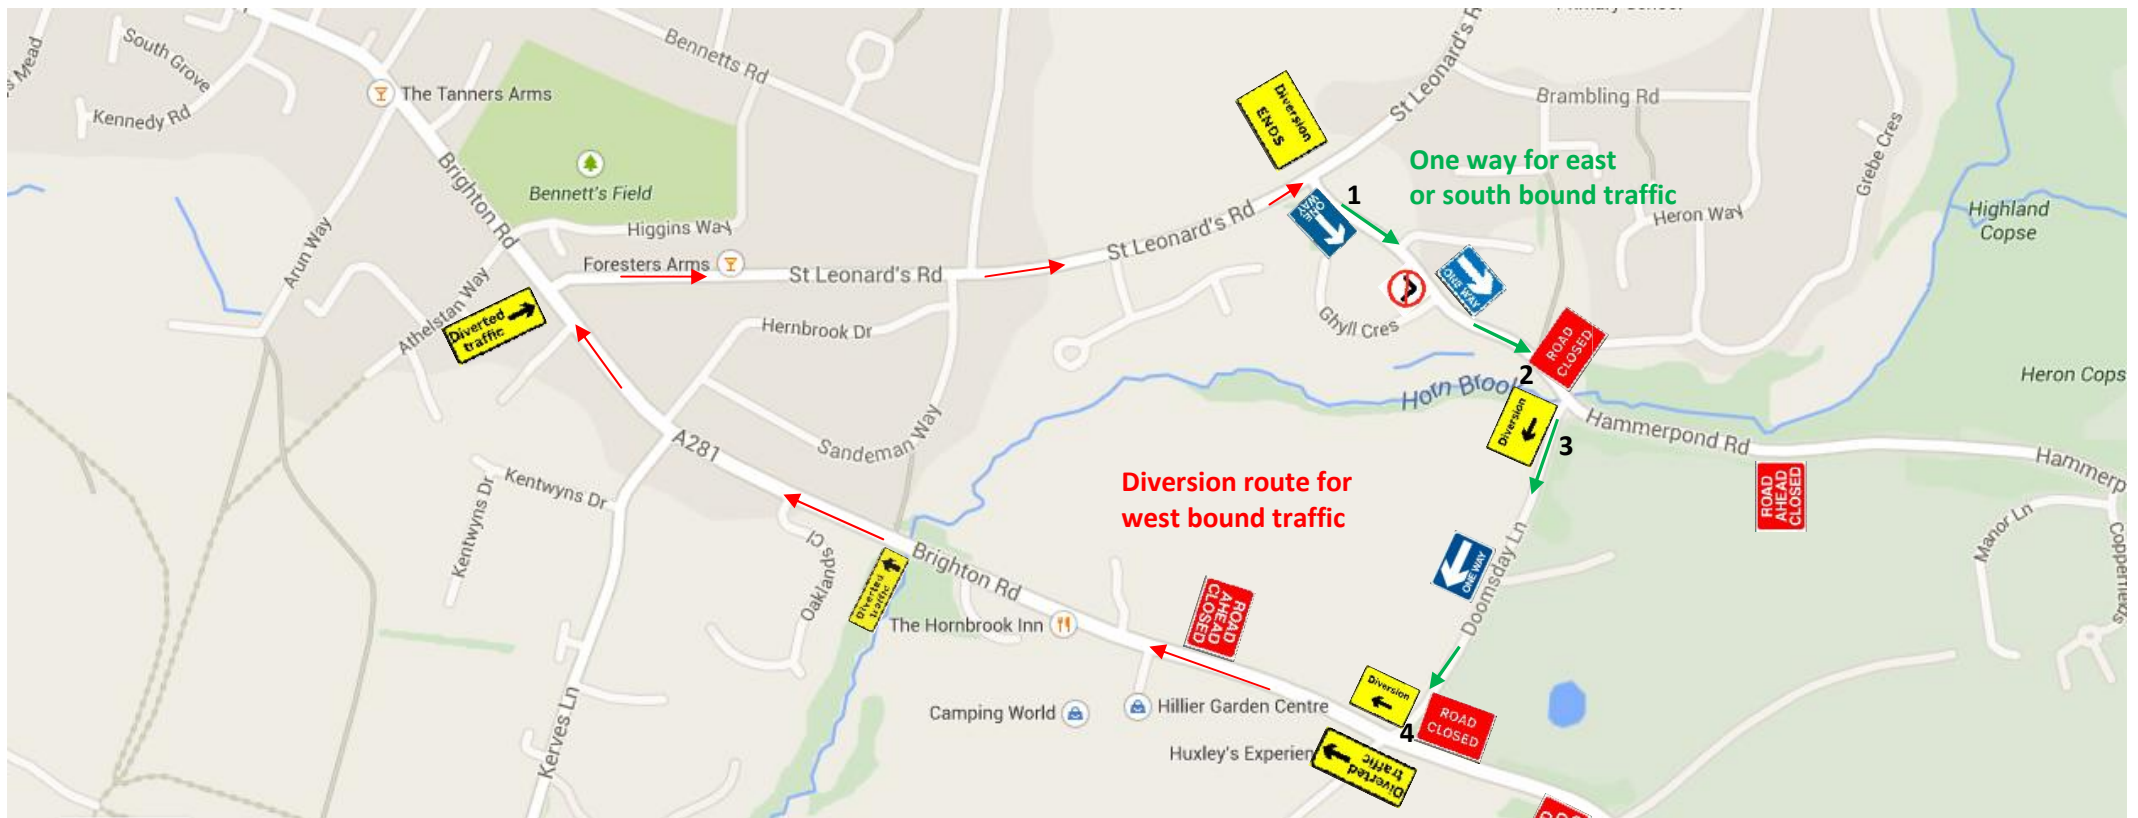 South Grove
Kennedy Rd
The Tanners Arms
Bennetts Rd
Brighton Rd
Bennett's Field
Higgins Way
Arun Way
Athelstan Way
Foresters Arms
St Leonard's Rd
Diverted
traffic
Hernbrook Dr
Sandeman Way
A281
Kentwyns Dr
Kentwyns Dr
Kerves Ln
Oaklands Cl
Diverted
traffic
Brighton Rd
The Hornbrook Inn
Camping World
Hillier Garden Centre
ROAD
AHEAD
CLOSED
Diversion route for
west bound traffic
St Leonard's Rd
Diversion
ENDS
St Leonard's
Brambling Rd
Grebe Cres
Heron Way
Highland
Copse
One way for east
or south bound traffic
1
ONE
WAY
ONE WAY
Ghyll Cres
ROAD
CLOSED
2
Horn
Diversion
3
Hammerpond Rd
ROAD
AHEAD
CLOSED
Manor Ln
ONE WAY
Doomsday Ln
Diversion
ROAD
CLOSED
4
Huxley's
Diverted
traffic